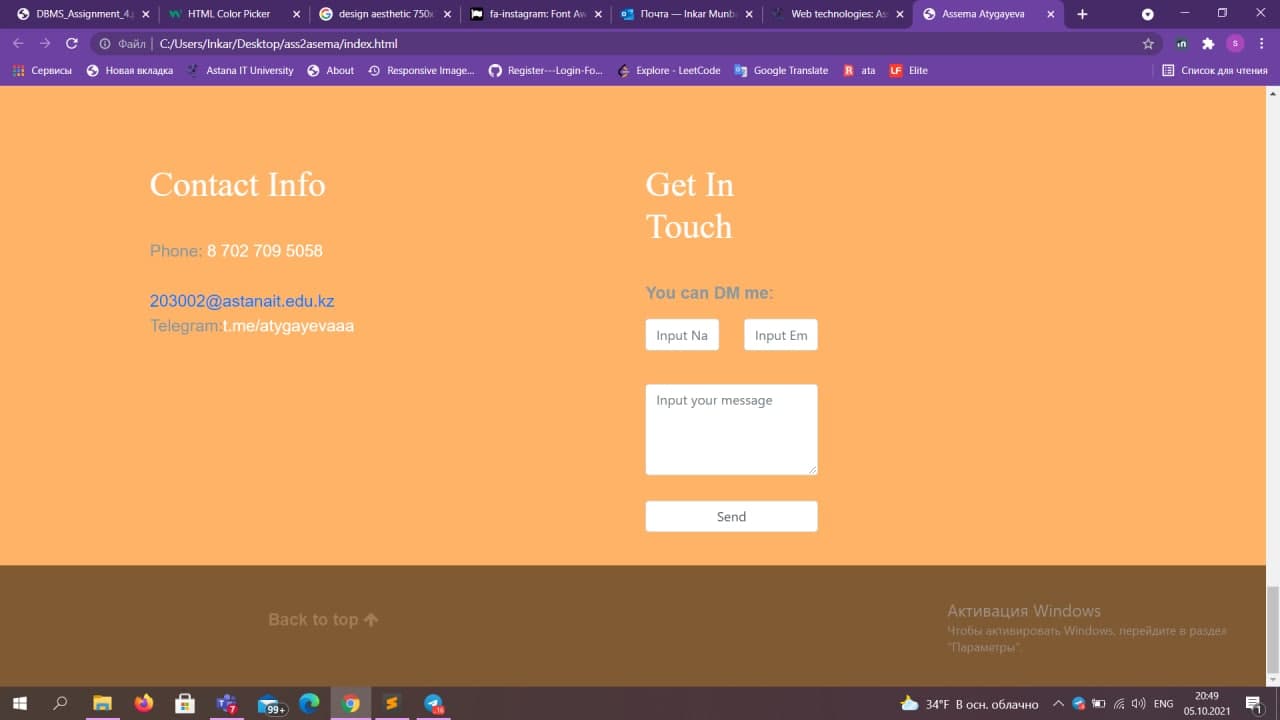 DBMS_Assignment_4.
HTML Color Picker
design aesthetic 750x
fa-instagram: Font Aw
Почта — Inkar Munb
Web technologies: As
Assema Atygayeva
Файл | C:/Users/Inkar/Desktop/ass2asema/index.html
S
Сервисы
Новая вкладка
Astana IT University
About
Responsive Image...
Register---Login-Fo...
Explore - LeetCode
Google Translate
ata
Elite
Список для чтения
Contact Info
Phone: 8 702 709 5058
203002@astanait.edu.kz
Telegram:t.me/atygayevaaa
Get In
Touch
You can DM me:
Input Na
Input Em
Input your message
Send
Back to top
Активация Windows
Чтобы активировать Windows, перейдите в раздел
"Параметры".
99+
34°F В осн. облачно
ENG
20:49
05.10.2021
1